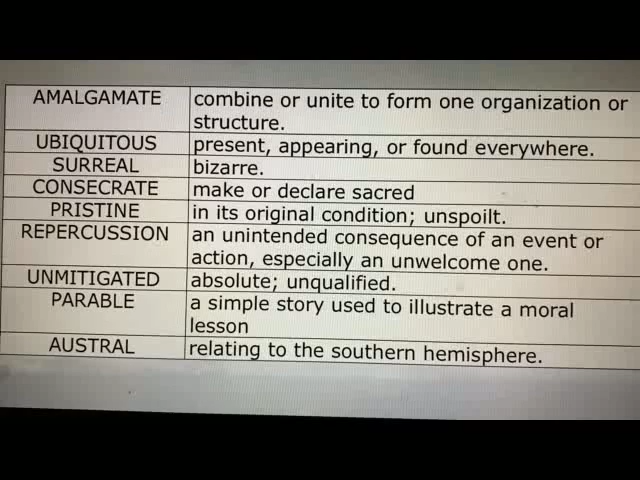 AMALGAMATE combine or unite to form one organization or
structure.
UBIQUITOUS present, appearing, or found everywhere.
SURREAL bizarre.
CONSECRATE make or declare sacred
PRISTINE in its original condition; unspoilt.
REPERCUSSION an unintended consequence of an event or
action, especially an unwelcome one.
UNMITIGATED absolute; unqualified.
PARABLE a simple story used to illustrate a moral
lesson
AUSTRAL relating to the southern hemisphere.